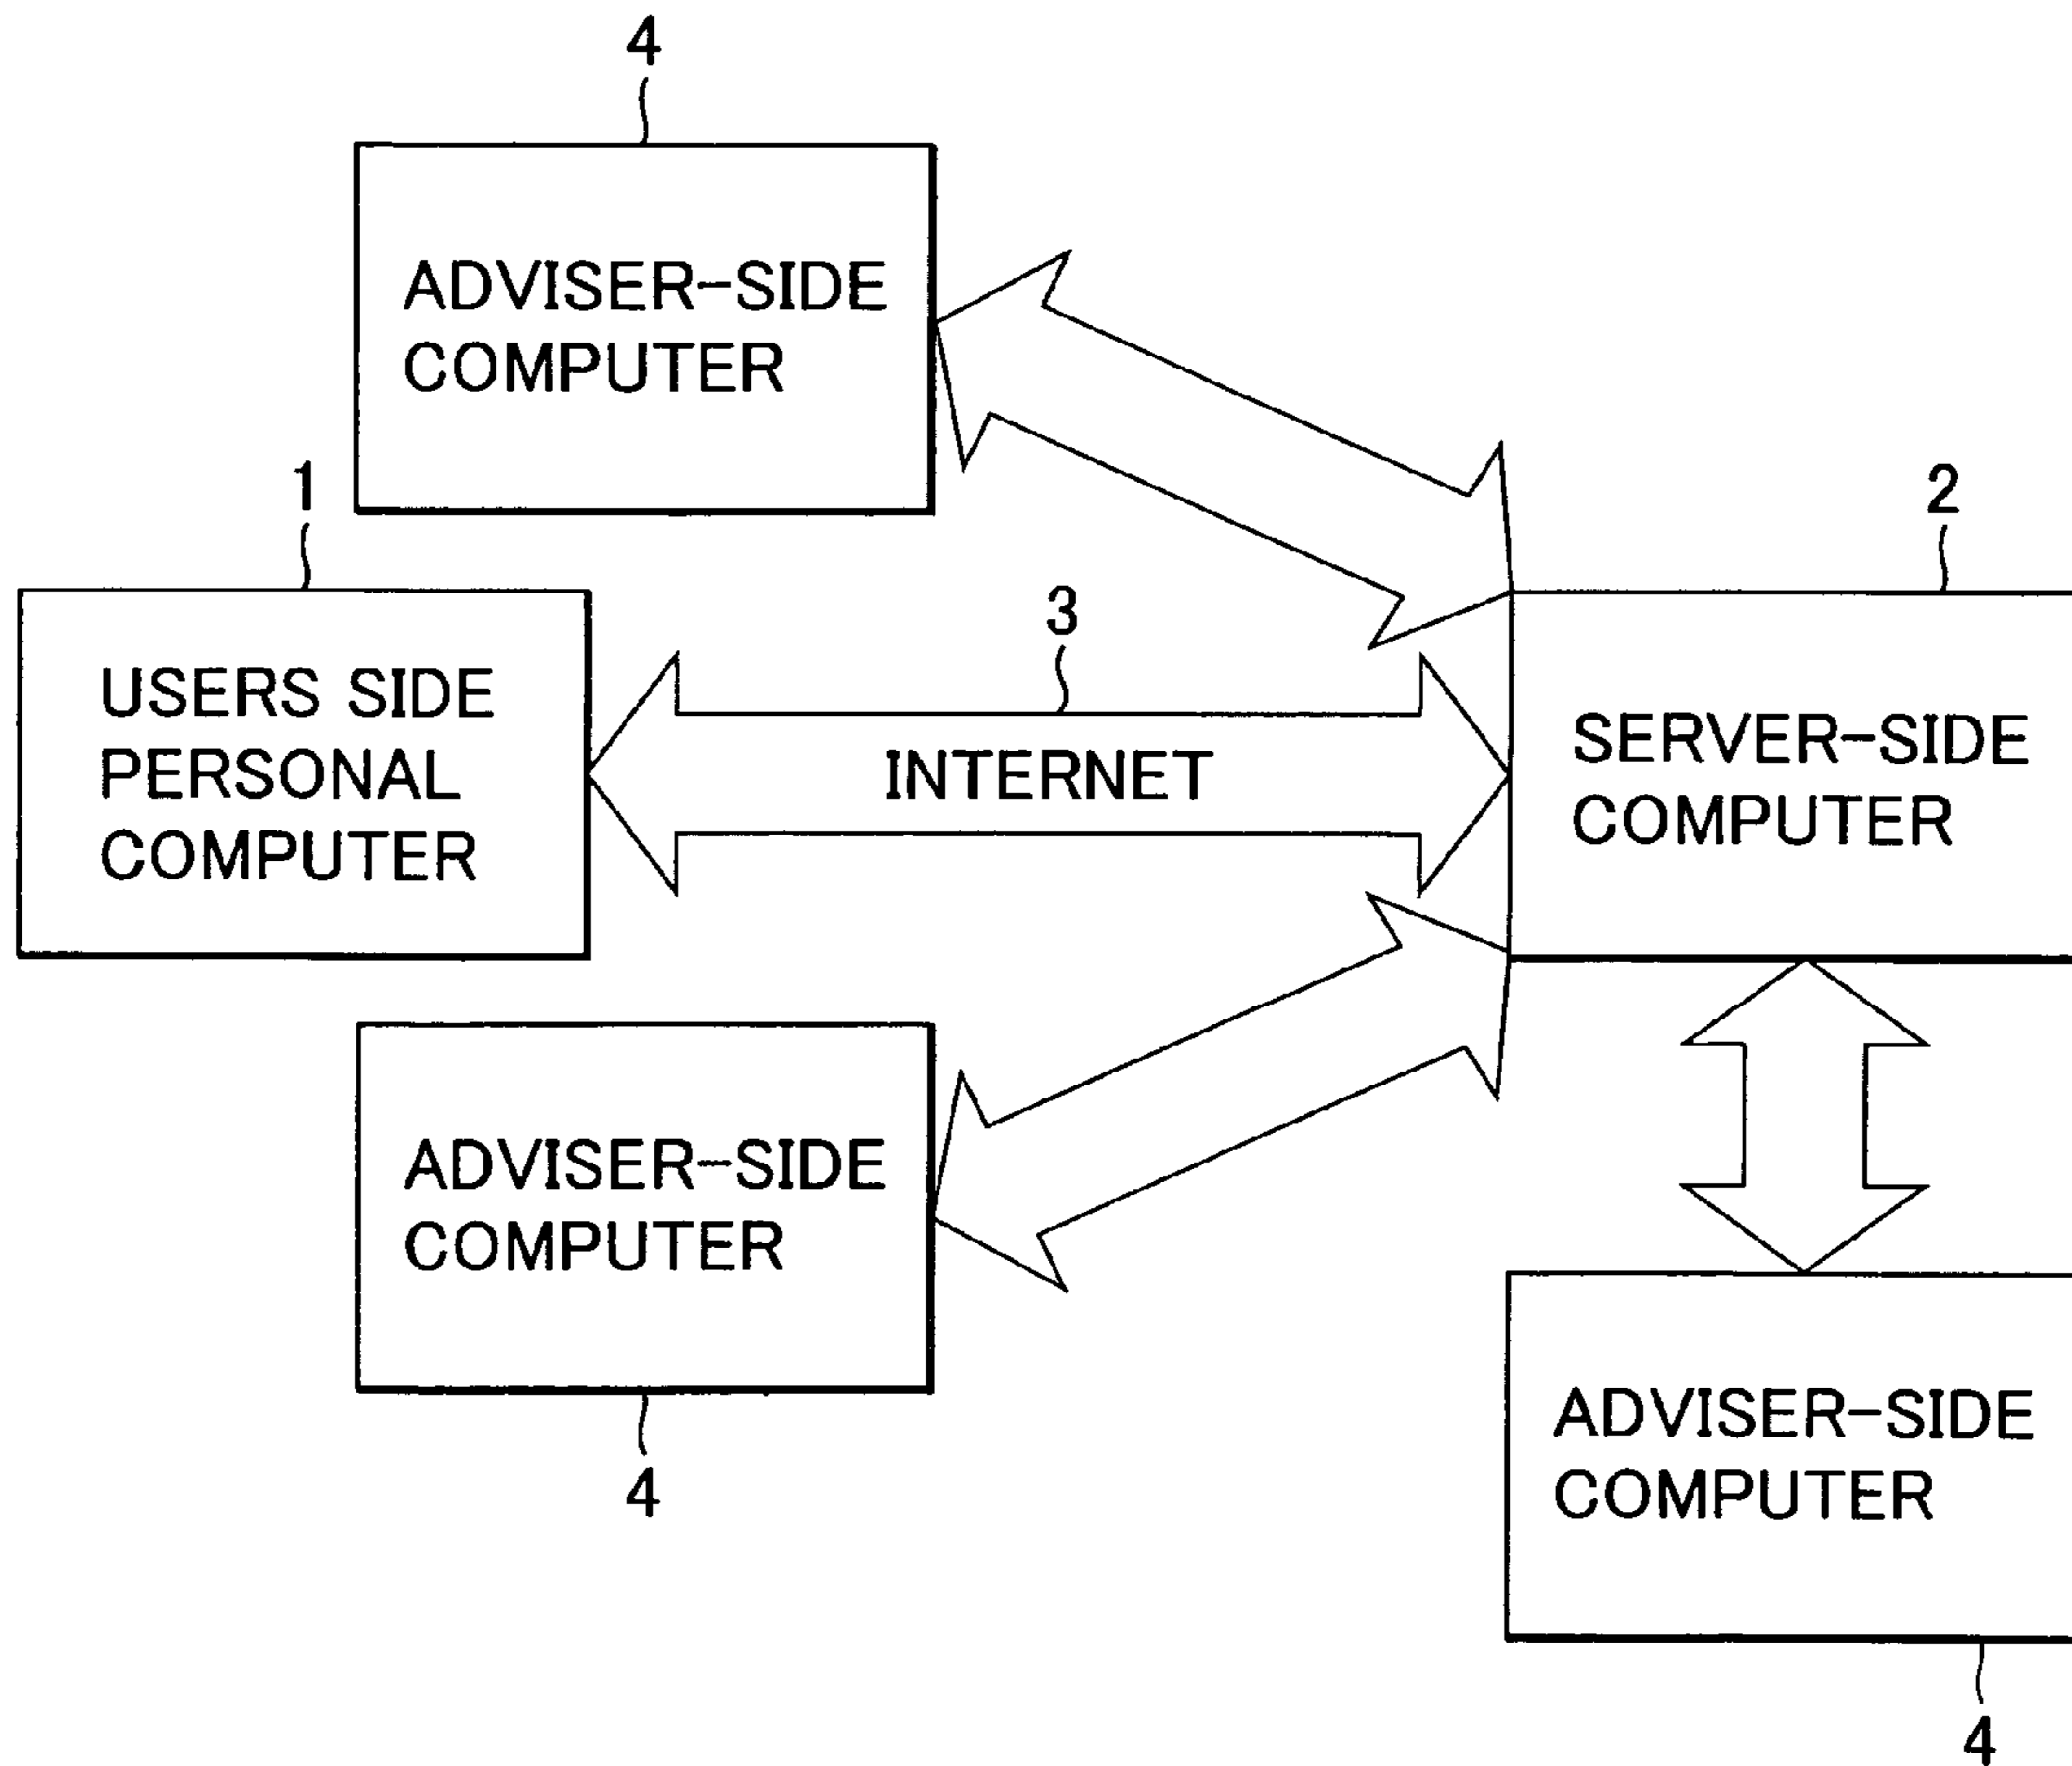 4
ADVISER-SIDE
COMPUTER
1
2
USERS SIDE
PERSONAL
COMPUTER
3
INTERNET
SERVER-SIDE
COMPUTER
ADVISER-SIDE
COMPUTER
4
ADVISER-SIDE
COMPUTER
4